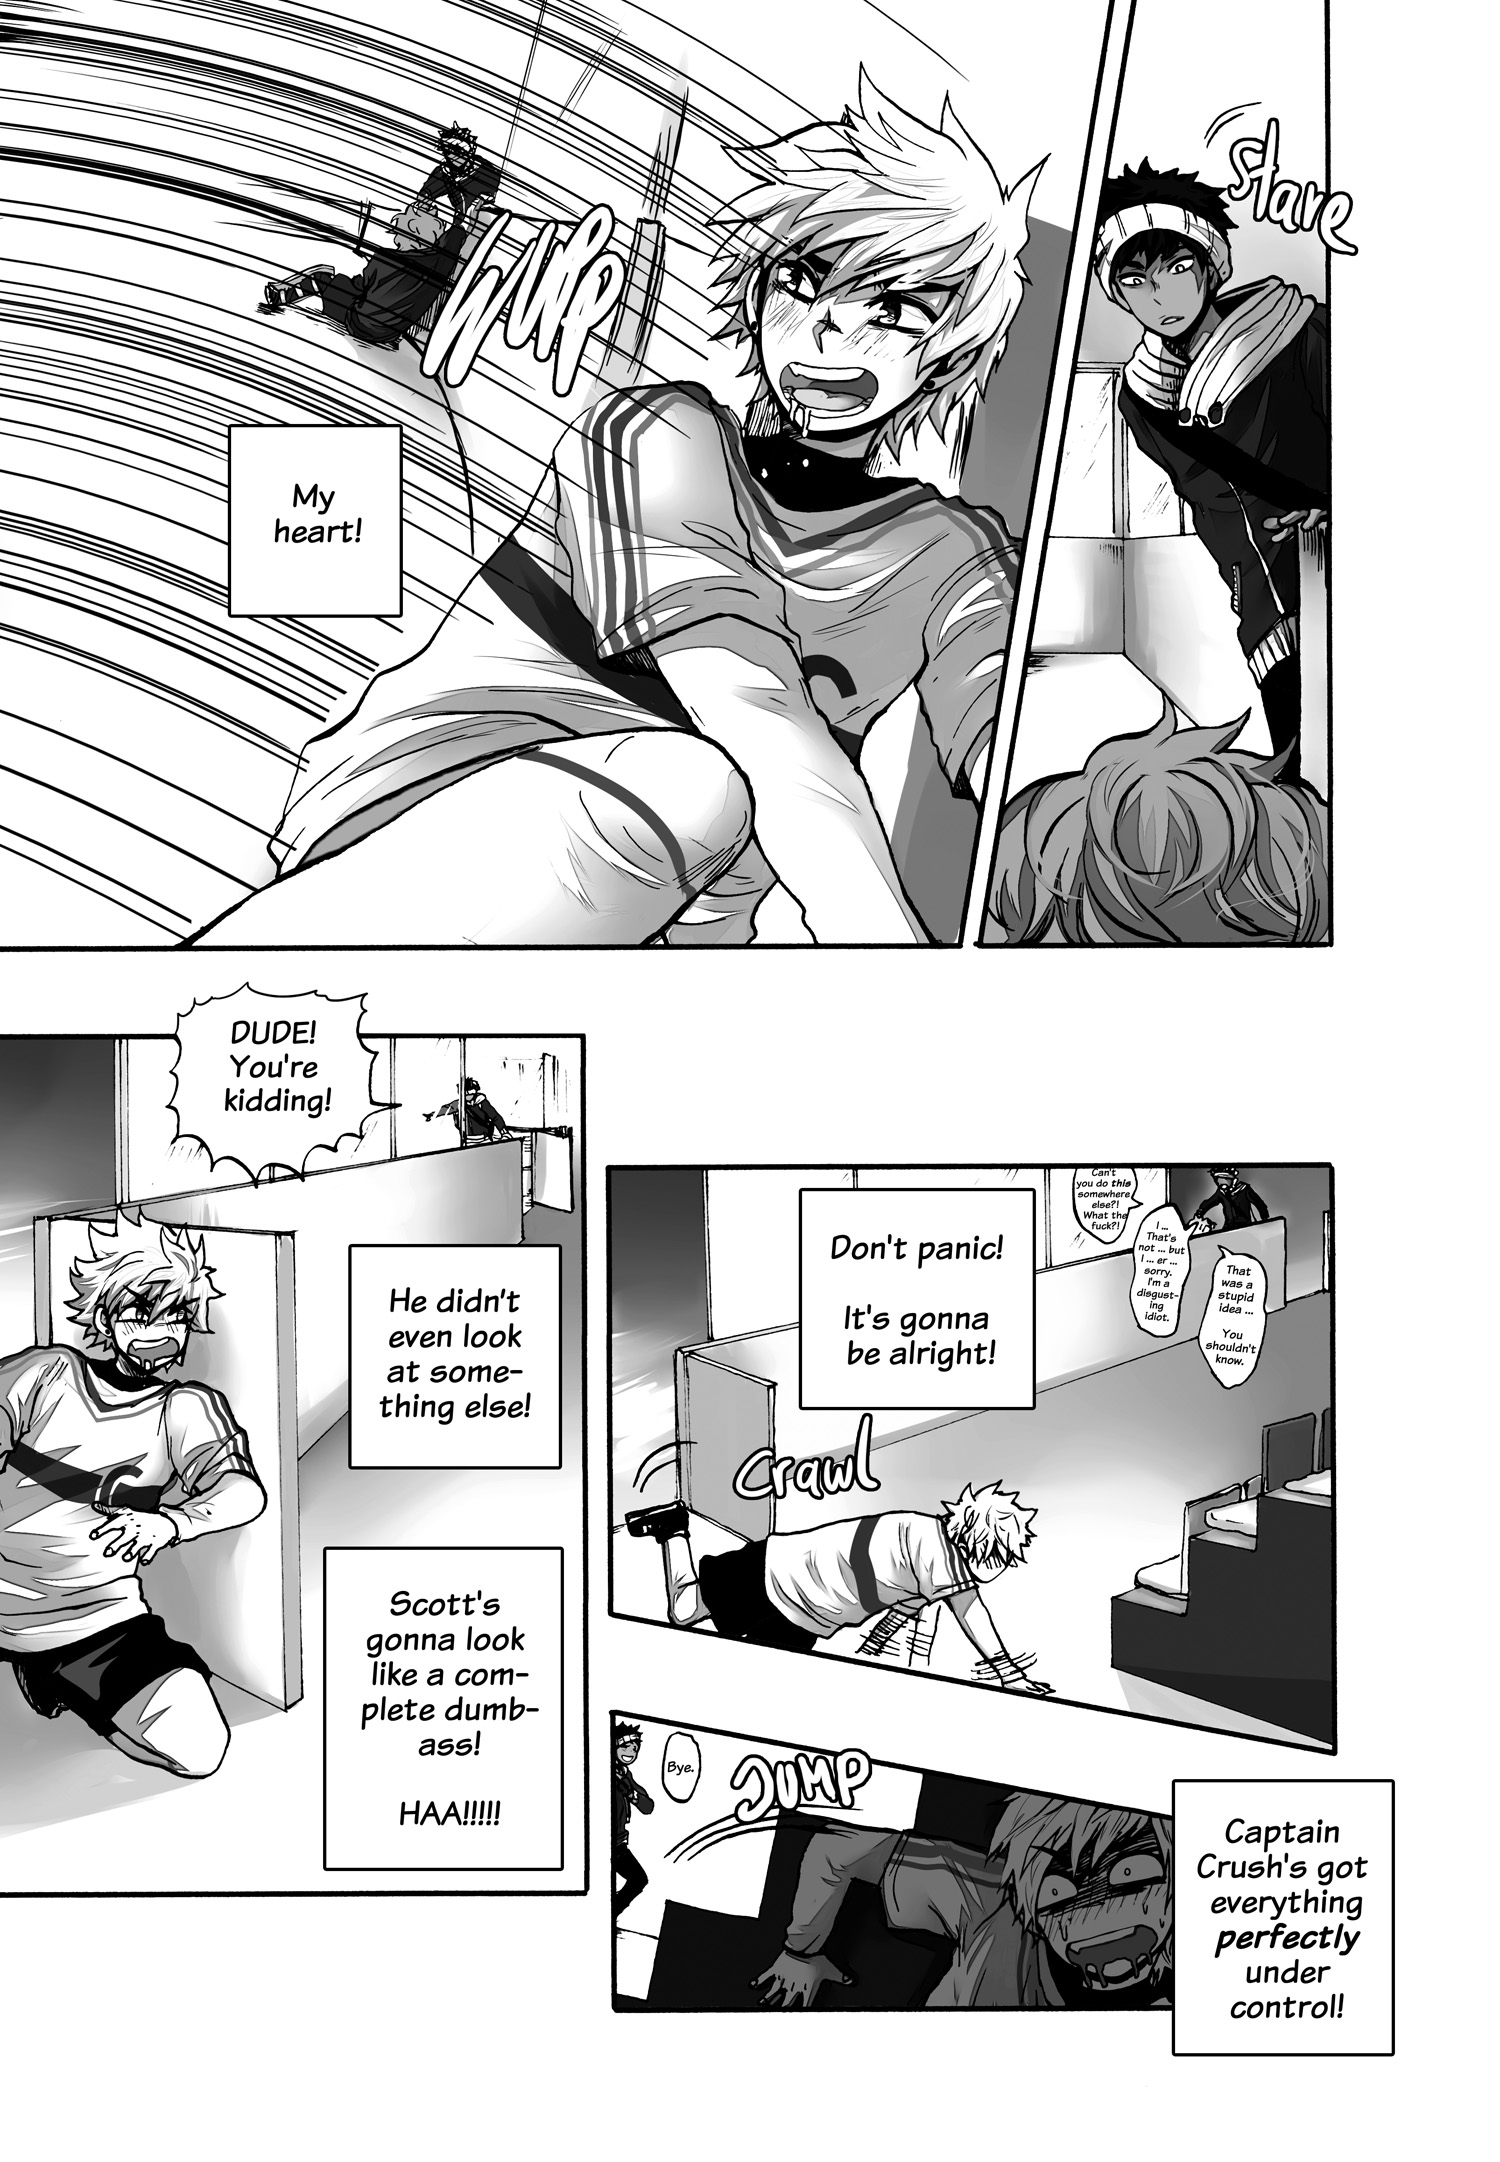 WUP
Stare
My
heart!
DUDE!
You're
kidding!
He didn't
even look
at some-
thing else!
Scott's
gonna look
like a com-
plete dumb-
ass!
HAA!!!!!
C
Can't
you do this
somewhere
else?!
What the
fuck?!
I ...
That's
not ... but
I ... er ...
sorry.
I'm a
disgust-
ing
idiot.
That
was a
stupid
idea ...
You
shouldn't
know.
Don't panic!
It's gonna
be alright!
Crawl
Bye.
JUMP
Captain
Crush's got
everything
perfectly
under
control!